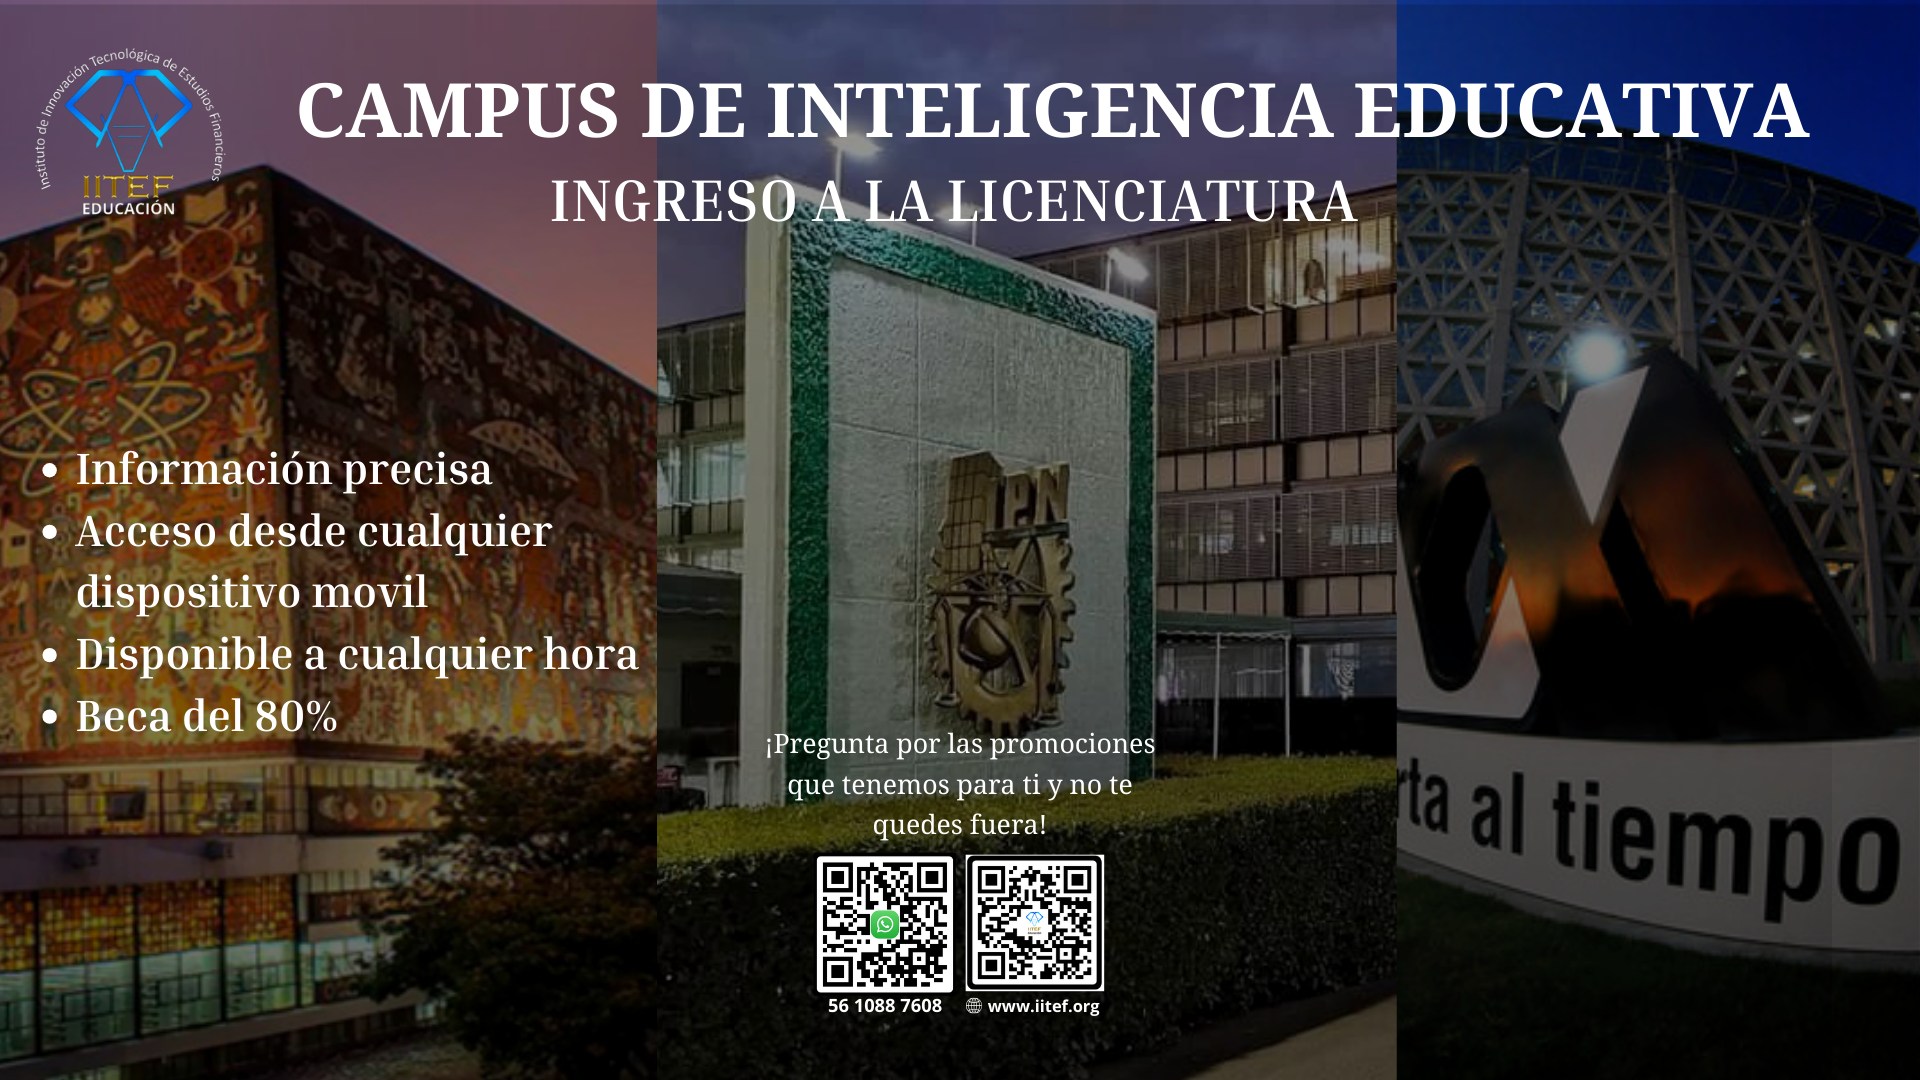 Instituto de Innovación Tecnológica de Estudios Financieros
IITEF
EDUCACIÓN
CAMPUS DE INTELIGENCIA EDUCATIVA
INGRESO A LA LICENCIATURA
• Información precisa
• Acceso desde cualquier
dispositivo movil
• Disponible a cualquier hora
• Beca del 80%
IPN
rta al tiempo
¡Pregunta por las promociones
que tenemos para ti y no te
quedes fuera!
IITEF
56 1088 7608
www.iitef.org